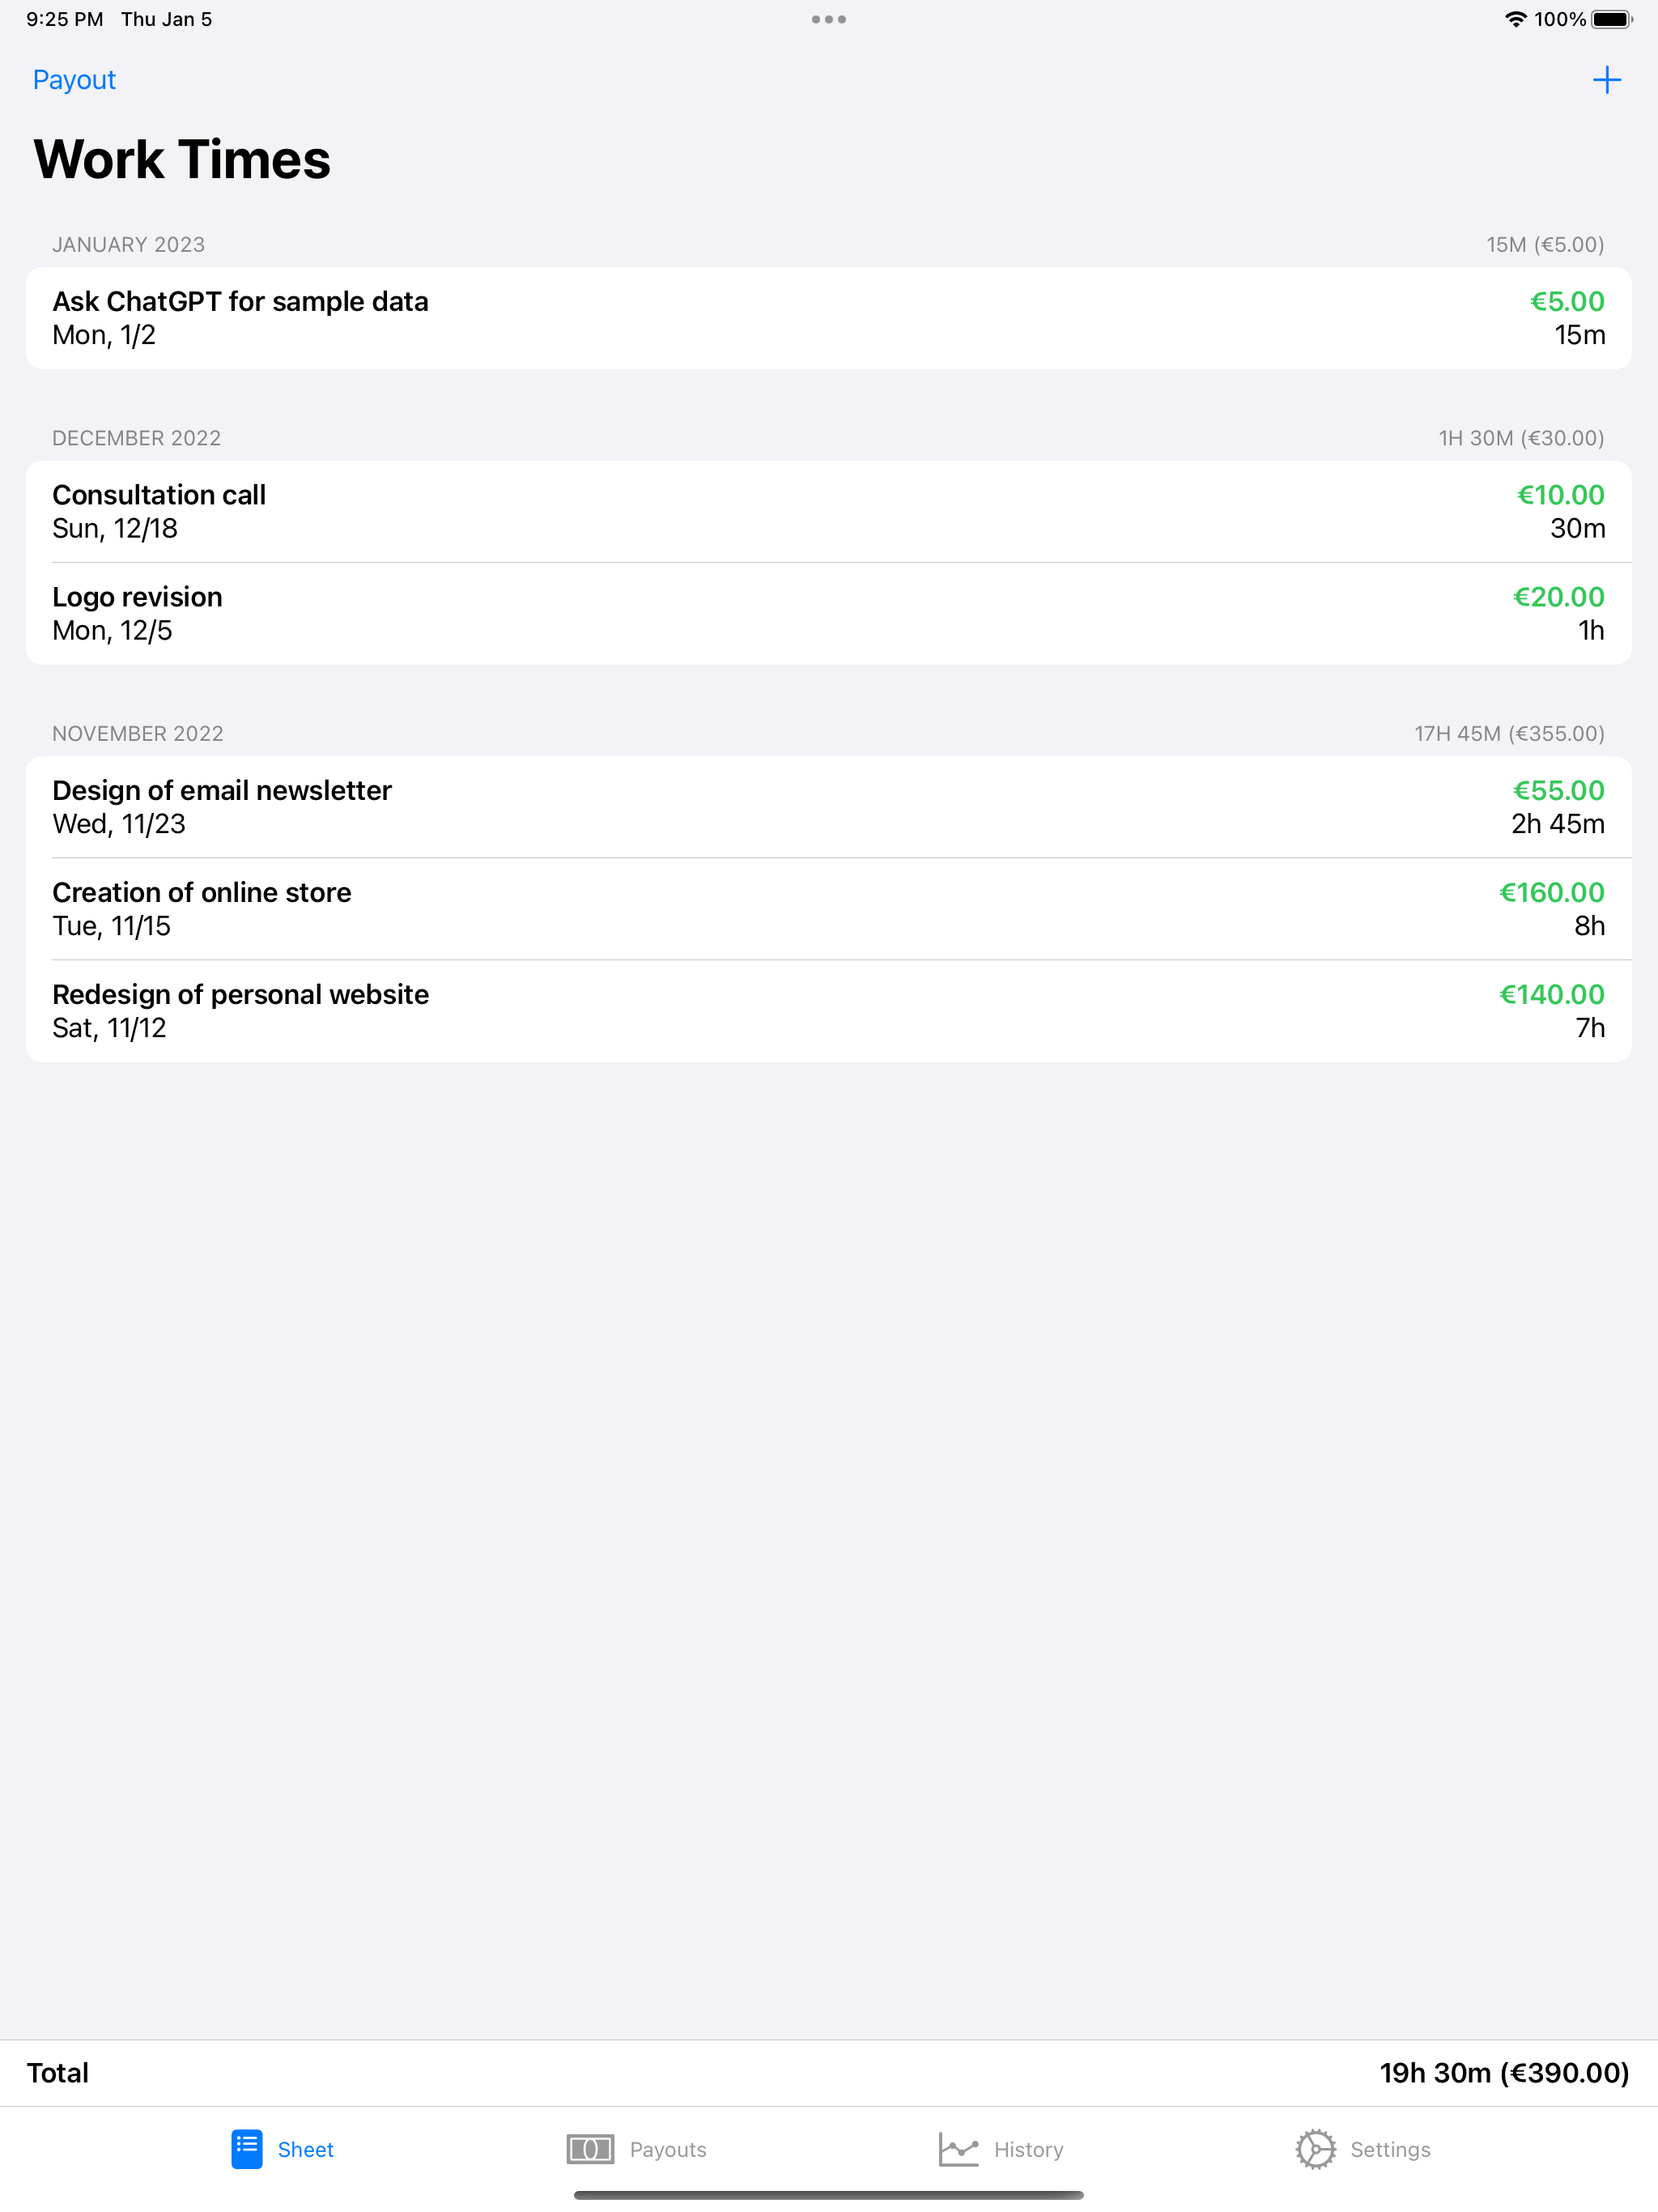 9:25 PM Thu Jan 5 100%
Payout
Work Times
JANUARY 2023 15M (€5.00)
Ask ChatGPT for sample data €5.00
Mon, 1/2 15m
DECEMBER 2022 1H 30M (€30.00)
Consultation call €10.00
Sun, 12/18 30m
Logo revision €20.00
Mon, 12/5 1h
NOVEMBER 2022 17H 45M (€355.00)
Design of email newsletter €55.00
Wed, 11/23 2h 45m
Creation of online store €160.00
Tue, 11/15 8h
Redesign of personal website €140.00
Sat, 11/12 7h
Total 19h 30m (€390.00)
Sheet Payouts History Settings